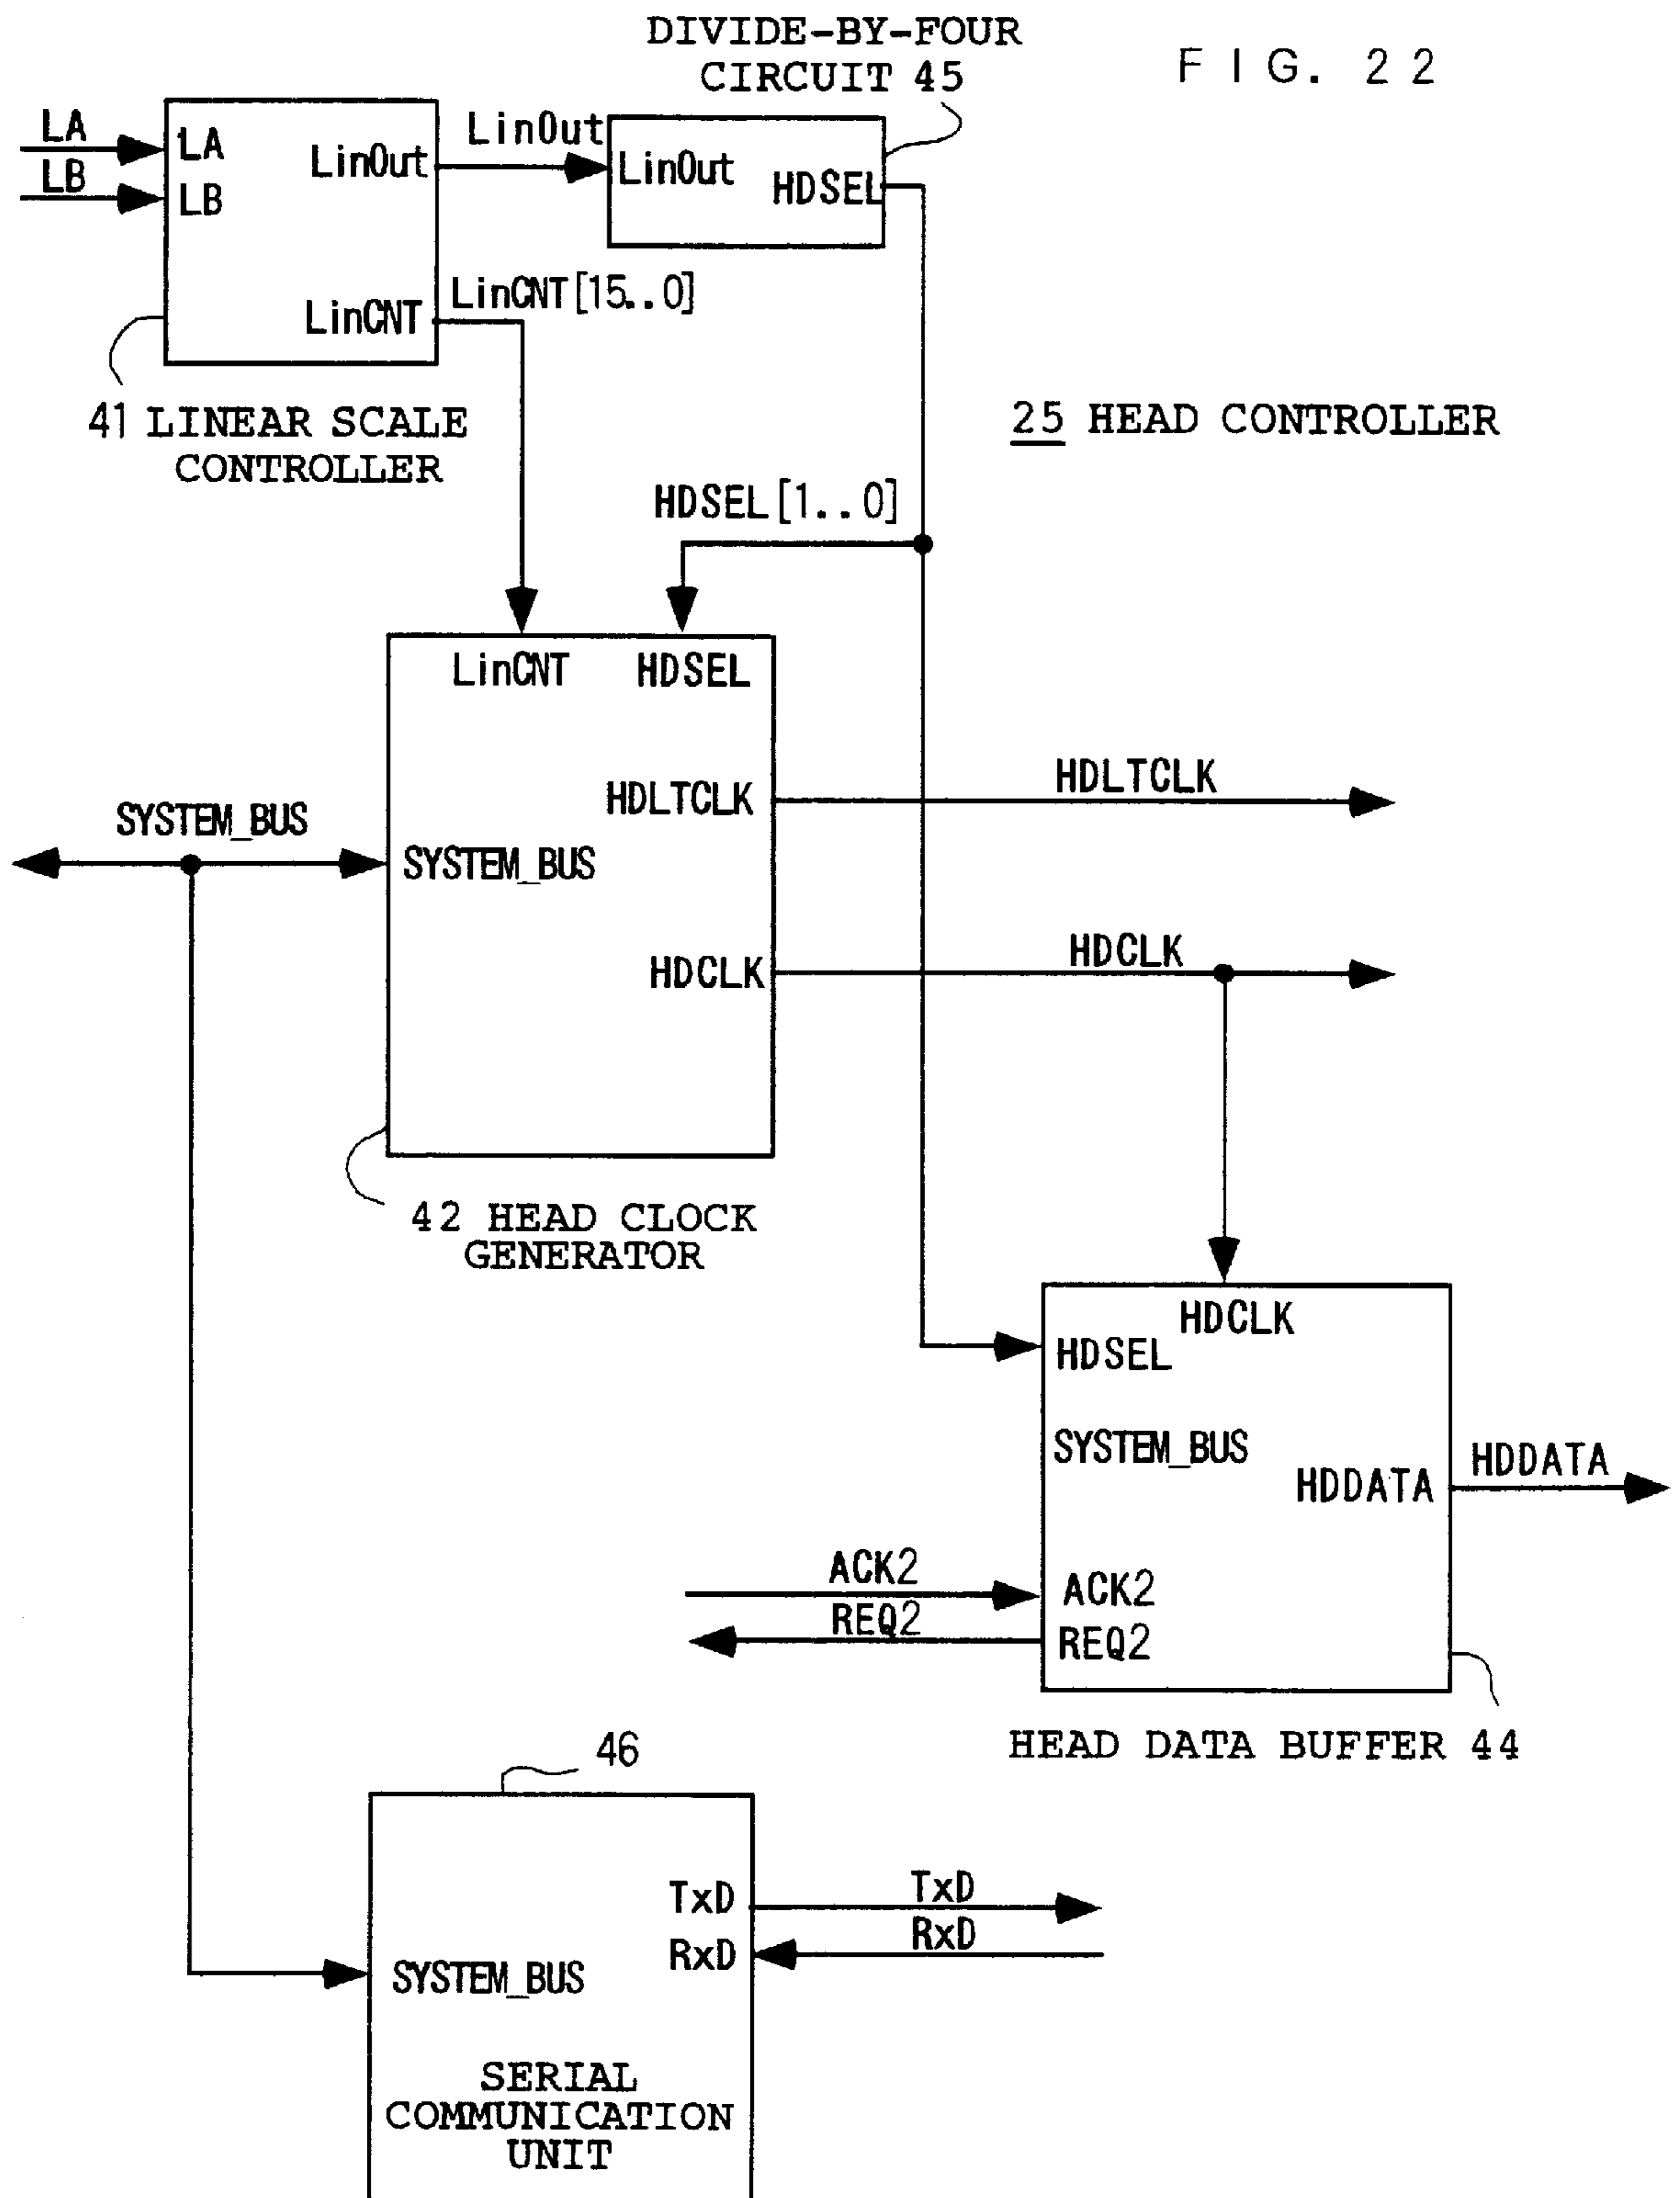 DIVIDE-BY-FOUR
CIRCUIT 45
FIG. 22
LA
LB
LA
LB
LinOut
LinCNT
LinOut
LinOut
HDSEL
LinCNT[15..0]
41 LINEAR SCALE
CONTROLLER
25 HEAD CONTROLLER
HDSEL[1..0]
LinCNT
HDSEL
HDLTCLK
HDLTCLK
SYSTEM_BUS
SYSTEM_BUS
HDCLK
HDCLK
42 HEAD CLOCK
GENERATOR
HDCLK
HDSEL
SYSTEM_BUS
HDDATA
HDDATA
ACK2
ACK2
REQ2
REQ2
HEAD DATA BUFFER 44
46
TxD
TxD
RxD
RxD
SYSTEM_BUS
SERIAL
COMMUNICATION
UNIT